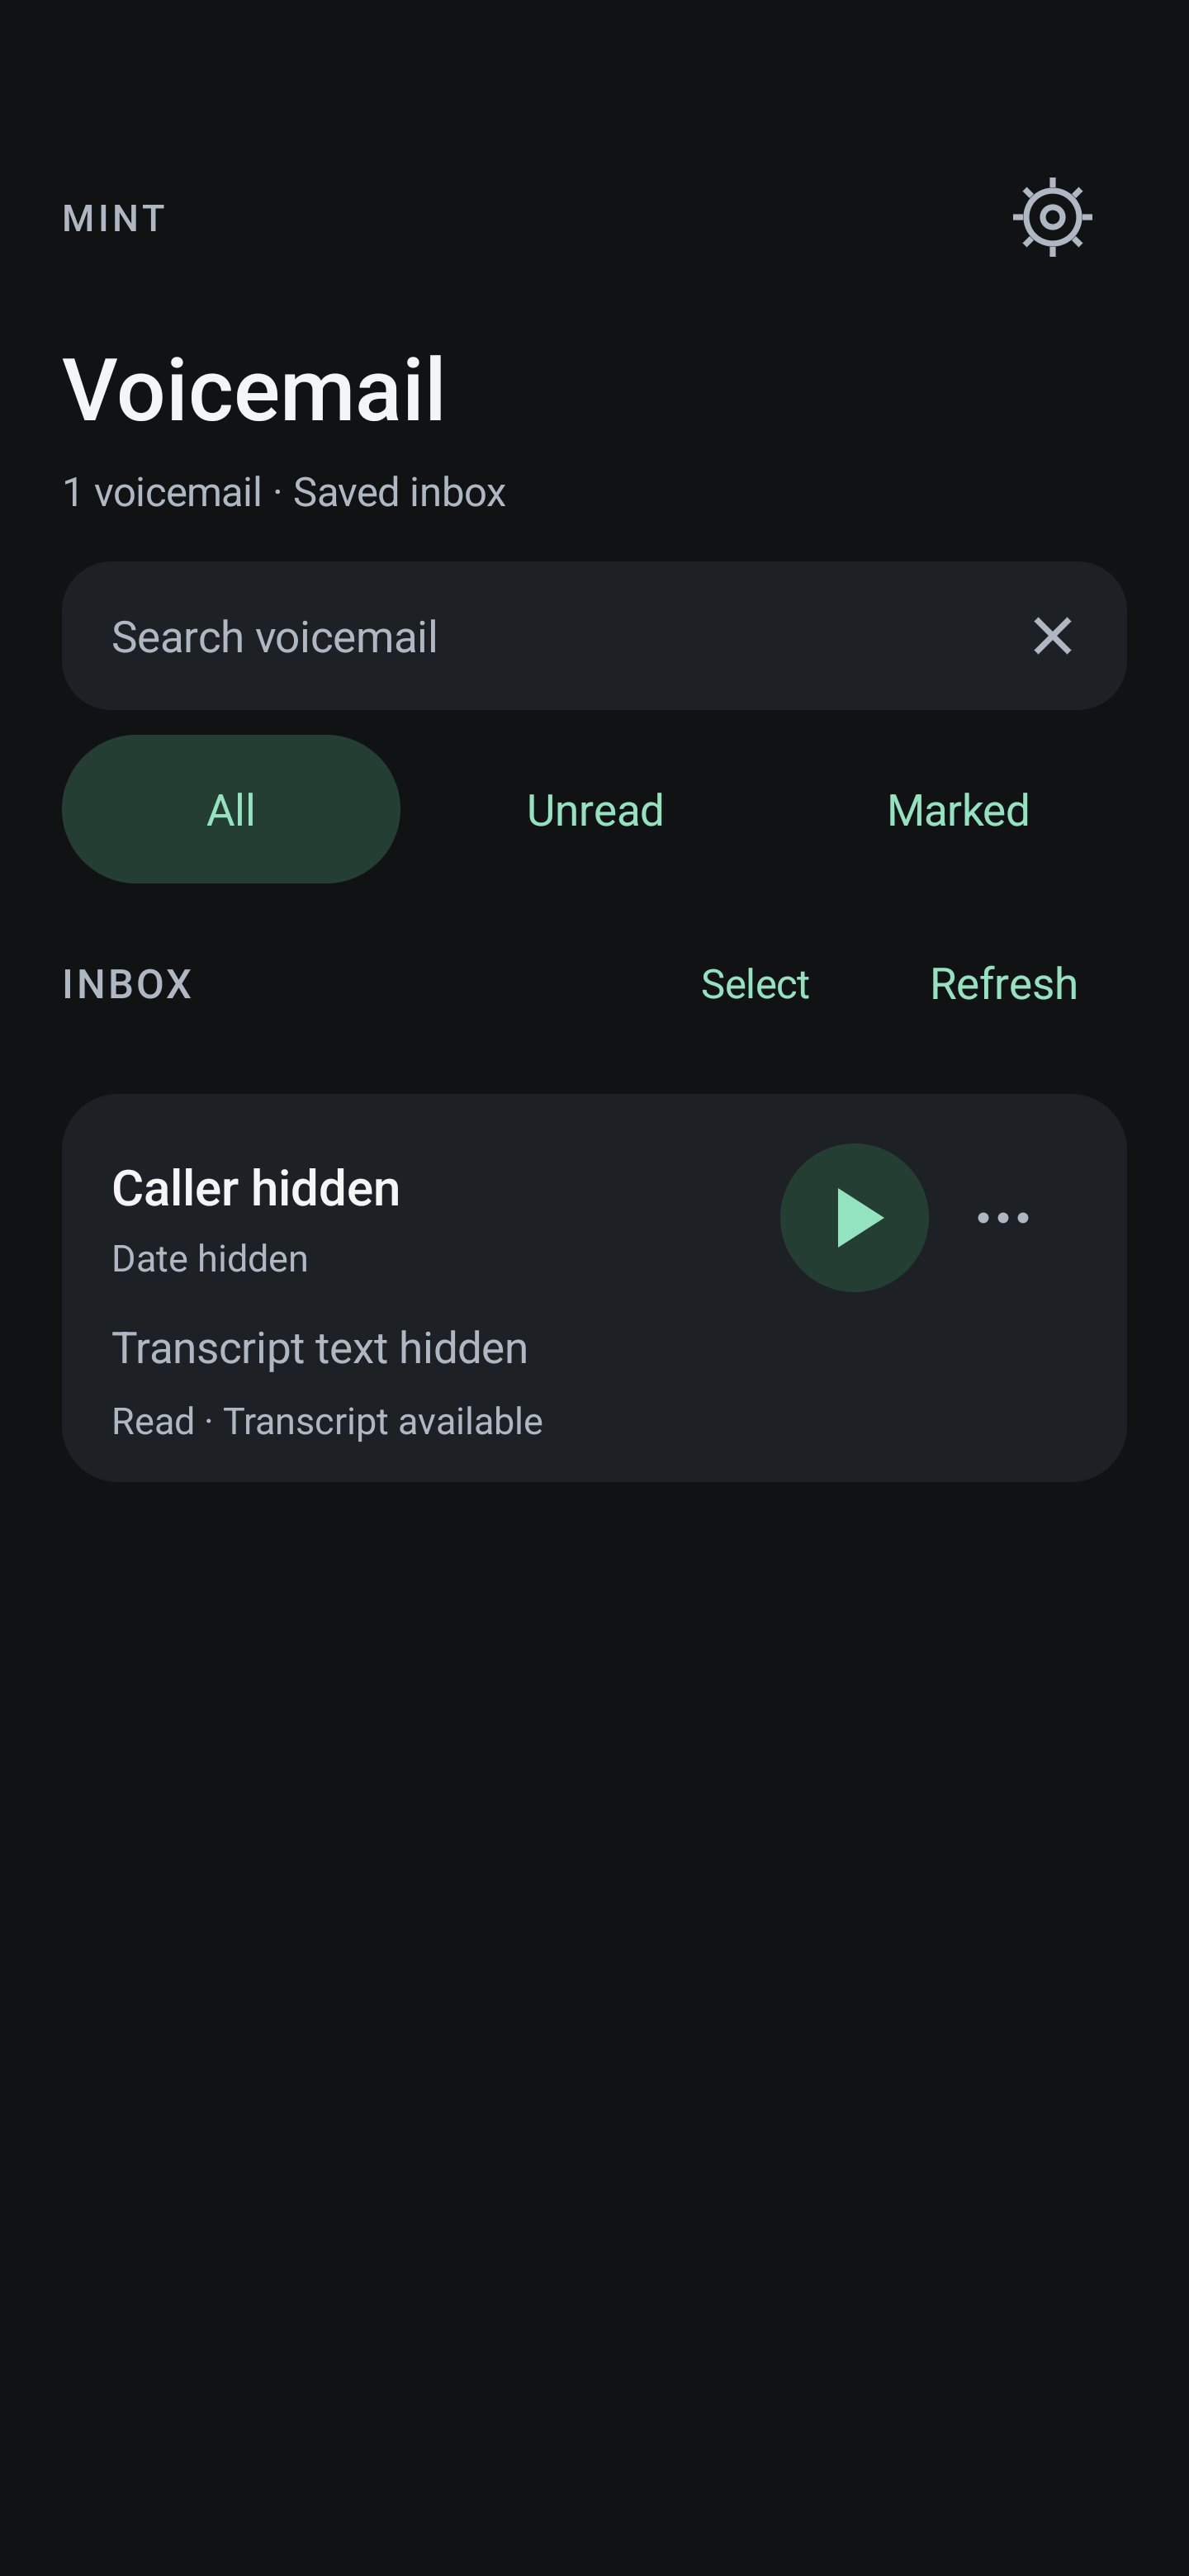 MINT
Voicemail
1 voicemail · Saved inbox
Search voicemail
All Unread Marked
INBOX Select Refresh
Caller hidden
Date hidden
Transcript text hidden
Read · Transcript available